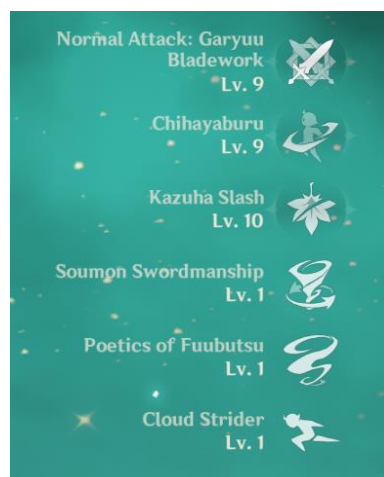 Normal Attack: Garyuu
Bladework
Lv. 9
Chihayaburu
Lv. 9
Kazuha Slash
Lv. 10
Soumon Swordmanship
Lv. 1
Poetics of Fuubutsu
Lv. 1
Cloud Strider
Lv. 1